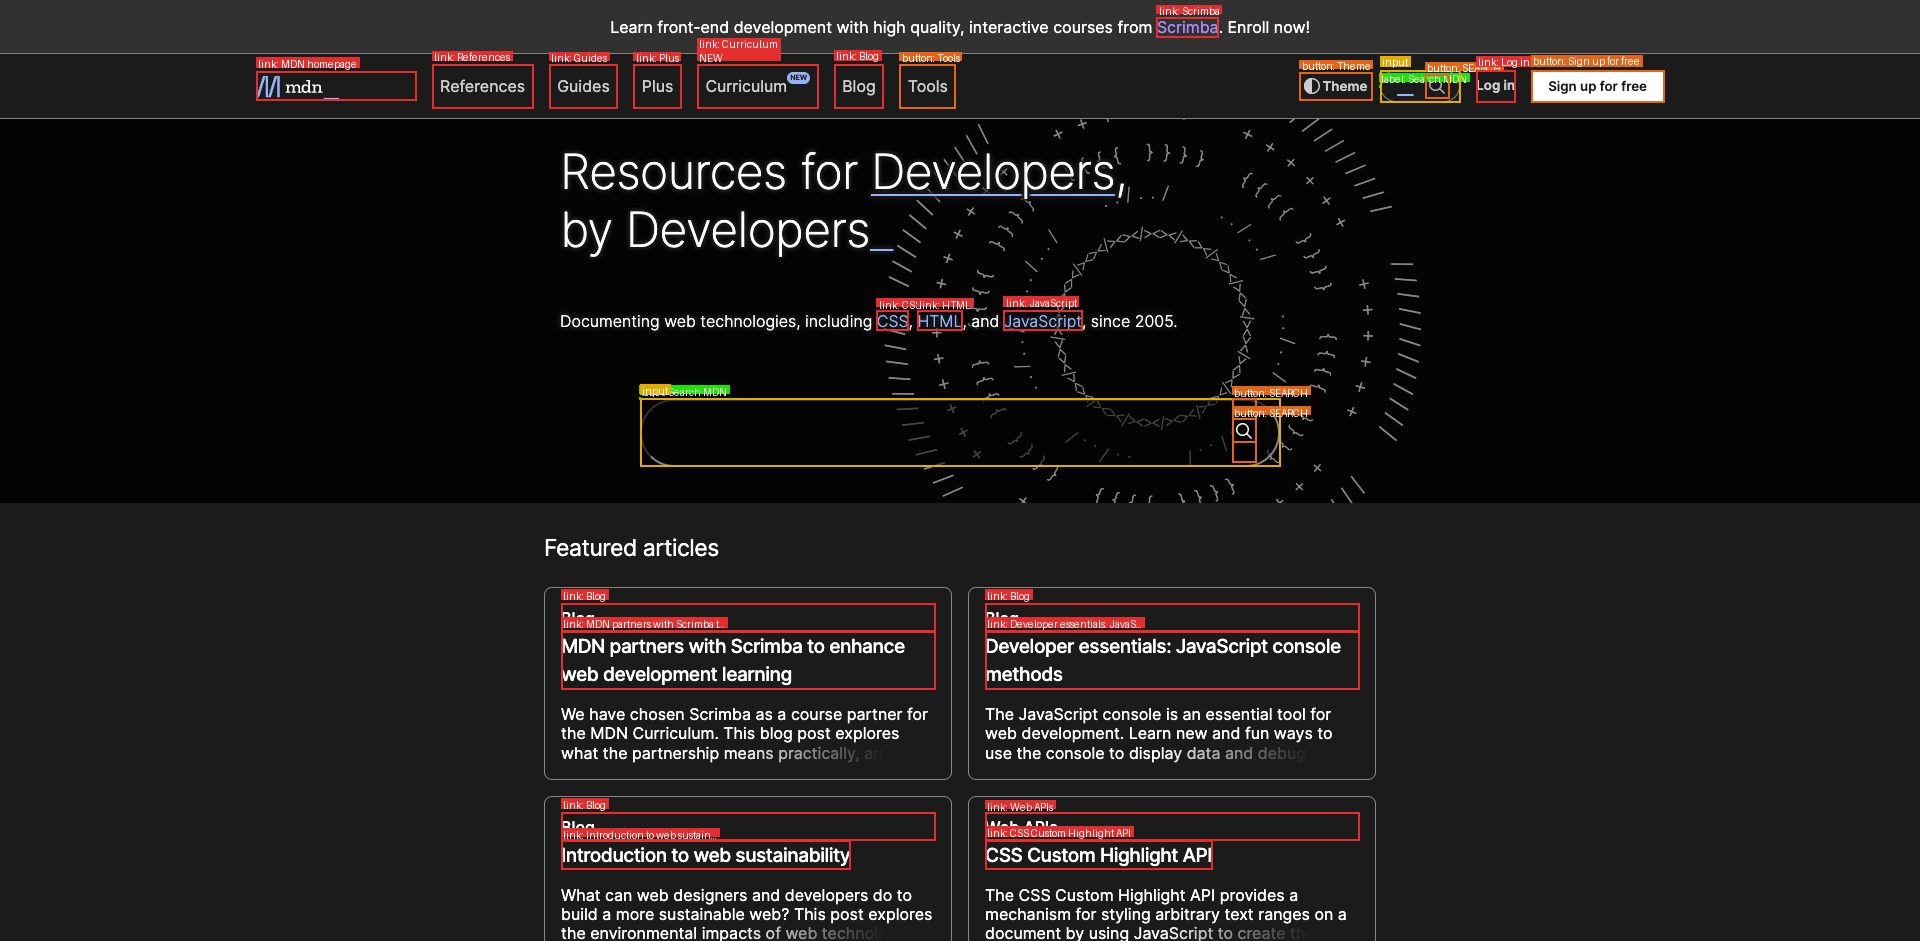 Learn front-end development with high quality, interactive courses from Scrimba. Enroll now!
link: Scrimba
link: MDN homepage
mdn_
link: References
References
link: Guides
Guides
link: Plus
Plus
link: Curriculum
NEW
Curriculum NEW
link: Blog
Blog
button: Tools
Tools
button: Theme
Theme
input
label: Search MDN
link: Log in
Log in
button: Sign up for free
Sign up for free
Resources for Developers,
by Developers_
link: HTML
link: JavaScript
Documenting web technologies, including CSS, HTML, and JavaScript, since 2005.
input
Search MDN
button: SEARCH
button: SEARCH
Featured articles
link: Blog
Blog
link: MDN partners with Scrimba t...
MDN partners with Scrimba to enhance
web development learning
We have chosen Scrimba as a course partner for
the MDN Curriculum. This blog post explores
what the partnership means practically,
link: Blog
Blog
link: Developer essentials: JavaS...
Developer essentials: JavaScript console
methods
The JavaScript console is an essential tool for
web development. Learn new and fun ways to
use the console to display data and debug
link: Blog
Blog
link: Introduction to web sustain...
Introduction to web sustainability
What can web designers and developers do to
build a more sustainable web? This post explores
the environmental impacts of web
link: Web APIs
Web APIs
link: CSS Custom Highlight API
CSS Custom Highlight API
The CSS Custom Highlight API provides a
mechanism for styling arbitrary text ranges on a
document by using JavaScript to create